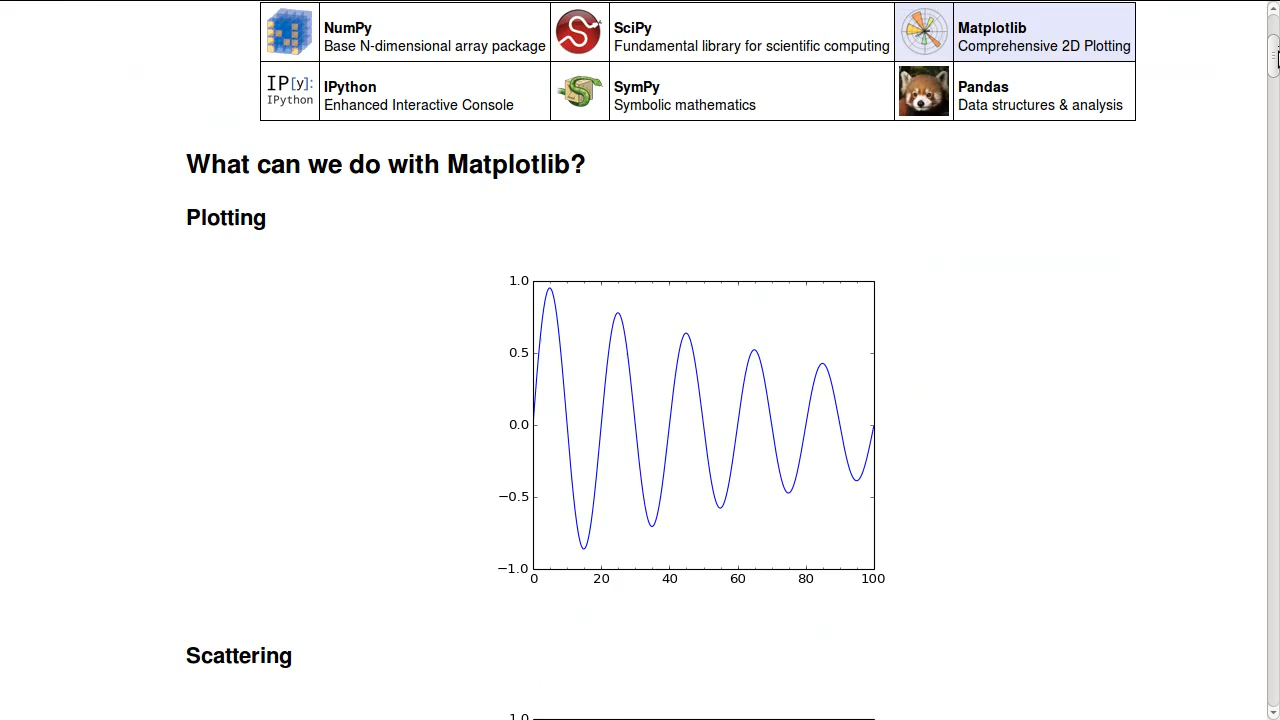 NumPy
Base N-dimensional array package
SciPy
Fundamental library for scientific computing
Matplotlib
Comprehensive 2D Plotting
IP[y]:
IPython
IPython
Enhanced Interactive Console
SymPy
Symbolic mathematics
Pandas
Data structures & analysis
What can we do with Matplotlib?
Plotting
1.0
0.5
0.0
−0.5
−1.0
0 20 40 60 80 100
Scattering
1.0